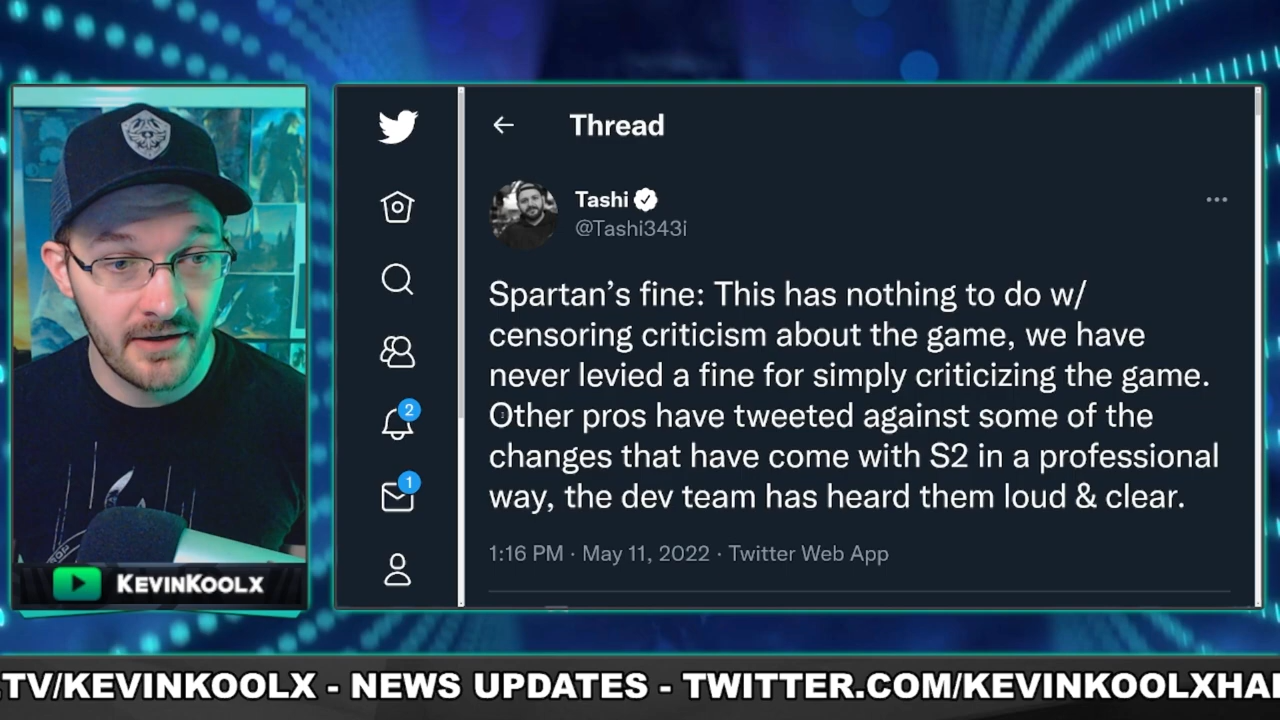 Thread
Tashi
@Tashi343i
Spartan’s fine: This has nothing to do w/
censoring criticism about the game, we have
never levied a fine for simply criticizing the game.
Other pros have tweeted against some of the
changes that have come with S2 in a professional
way, the dev team has heard them loud & clear.
2
1
1:16 PM · May 11, 2022 · Twitter Web App
KEVINKOOLX
.TV/KEVINKOOLX - NEWS UPDATES - TWITTER.COM/KEVINKOOLXHA